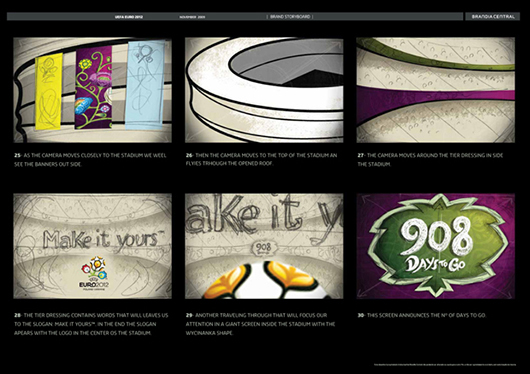 UEFA EURO 2012
NOVEMBER 2009
| BRAND STORYBOARD |
BRANDIA CENTRAL
25- AS THE CAMERA MOVES CLOSELY TO THE STADIUM WE WEEL
SEE THE BANNERS OUT SIDE.
26- THEN THE CAMERA MOVES TO THE TOP OF THE STADIUM AN
FLYIES TRHOUGH THE OPENED ROOF.
27- THE CAMERA MOVES AROUND THE TIER DRESSING IN SIDE
THE STADIUM.
Make it yours™
UEFA
EURO2012
ake it y
908
908
DAYS TO GO
28- THE TIER DRESSING CONTAINS WORDS THAT WILL LEAVES US
TO THE SLOGAN: MAKE IT YOURS™. IN THE END THE SLOGAN
APEARS WITH THE LOGO IN THE CENTER OS THE STADIUM.
29- ANOTHER TRAVELING THROUGH THAT WILL FOCUS OUR
ATTENTION IN A GIANT SCREEN INSIDE THE STADIUM WITH THE
WYCINANKA SHAPE.
30- THIS SCREEN ANNOUNCES THE Nº OF DAYS TO GO.